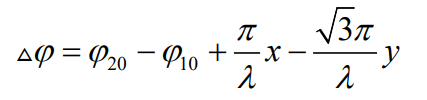 △φ = φ₂₀ − φ₁₀ + π/λ x − √3π/λ y